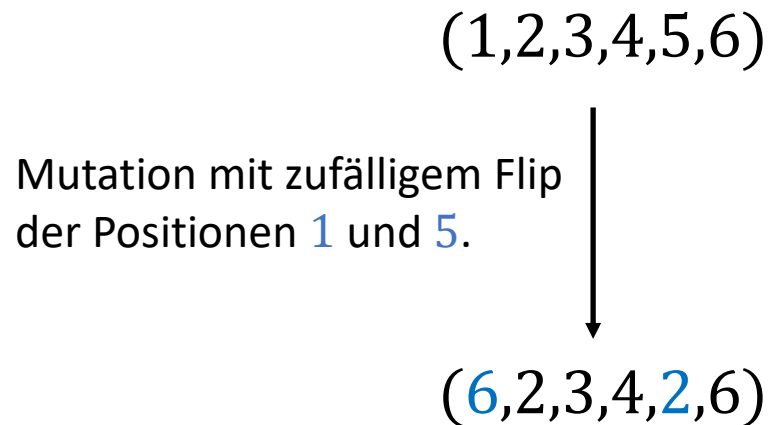 (1,2,3,4,5,6)
Mutation mit zufälligem Flip
der Positionen 1 und 5.
(6,2,3,4,2,6)